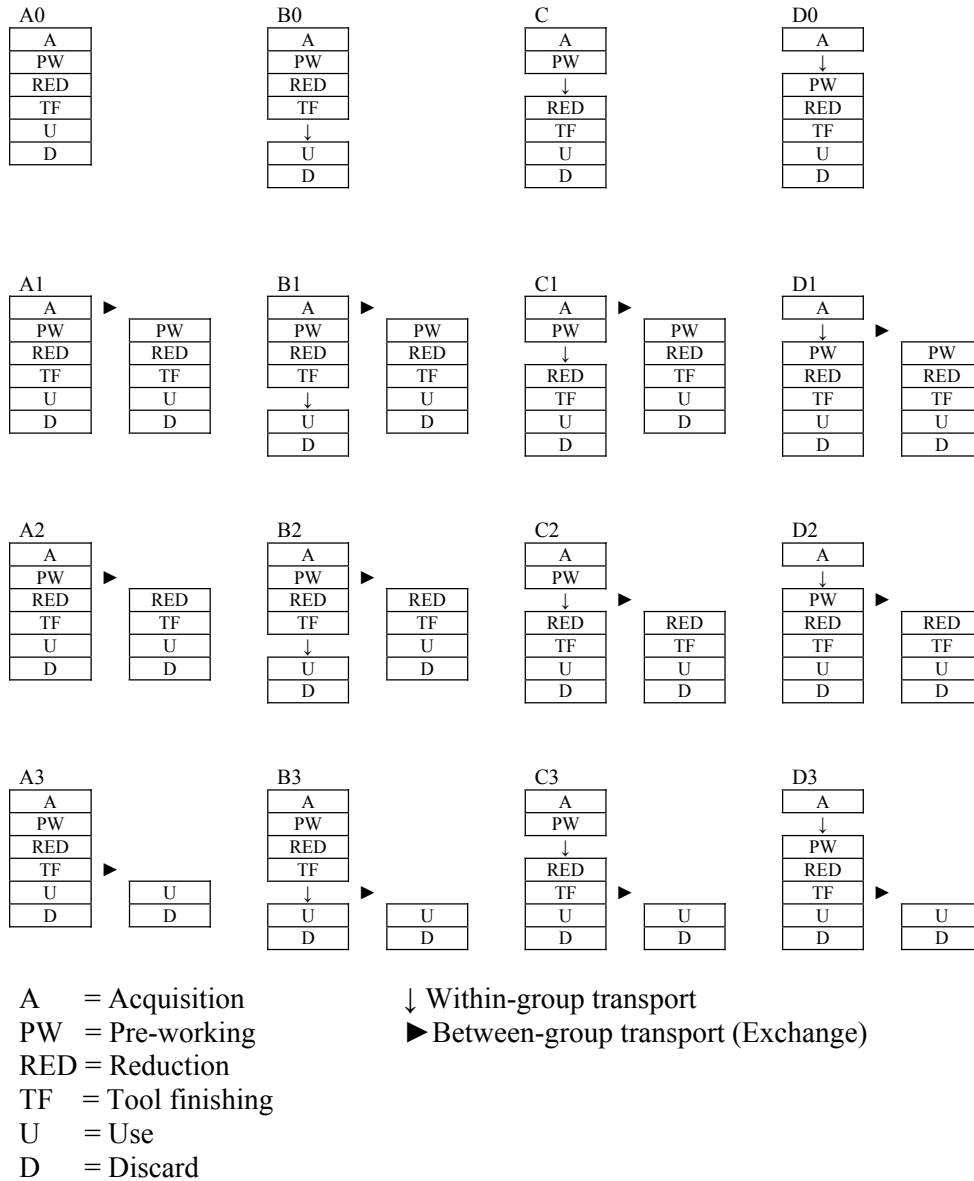 A0 B0 C D0
A A A A
PW PW PW ↓
RED RED ↓ PW
TF TF RED RED
U ↓ TF TF
D U U U
D D D
A1 B1 C1 D1
A ► A ► A ► A
PW PW PW PW PW PW ↓ ►
RED RED RED RED ↓ RED PW PW
TF TF TF TF RED TF RED RED
U U ↓ U TF U TF TF
D D U D U D U U
D D D D
A2 B2 C2 D2
A A A A
PW ► PW ► PW ↓
RED RED RED RED ↓ ► PW ►
TF TF TF TF RED RED RED RED
U U ↓ U TF TF TF TF
D D U D U U U U
D D D D D
A3 B3 C3 D3
A A A A
PW PW PW ↓
RED RED ↓ PW
TF ► TF RED RED
U U ↓ ► TF ► TF ►
D D U U U U U U
D D D D D D
A = Acquisition ↓ Within-group transport
PW = Pre-working ►Between-group transport (Exchange)
RED = Reduction
TF = Tool finishing
U = Use
D = Discard